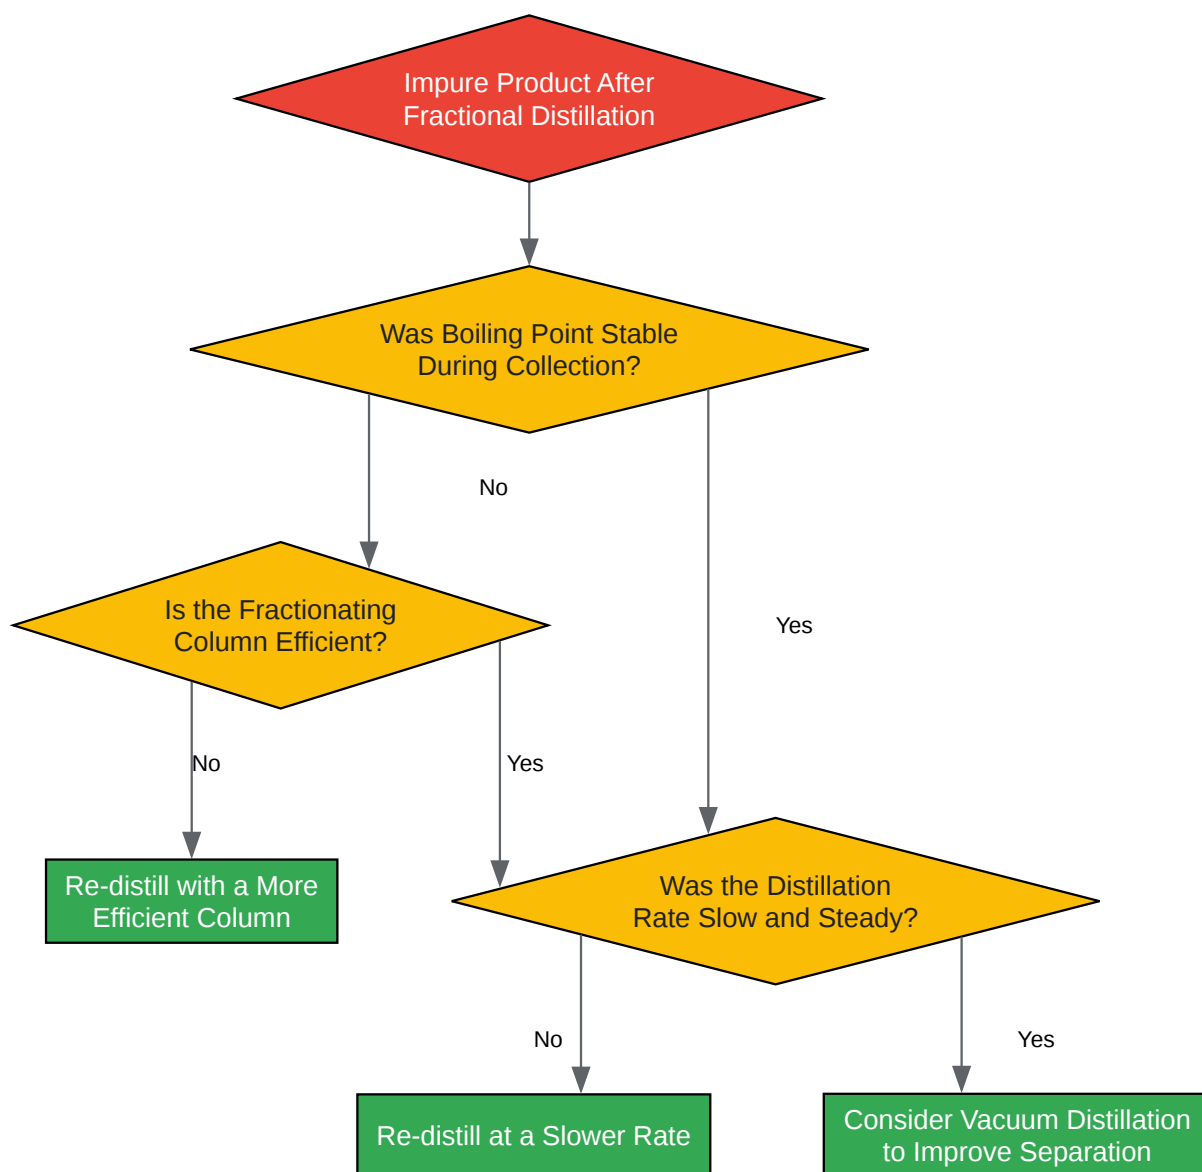 Impure Product After
Fractional Distillation
Was Boiling Point Stable
During Collection?
No
Is the Fractionating
Column Efficient?
Yes
No
Yes
Re-distill with a More
Efficient Column
Was the Distillation
Rate Slow and Steady?
No
Yes
Re-distill at a Slower Rate
Consider Vacuum Distillation
to Improve Separation